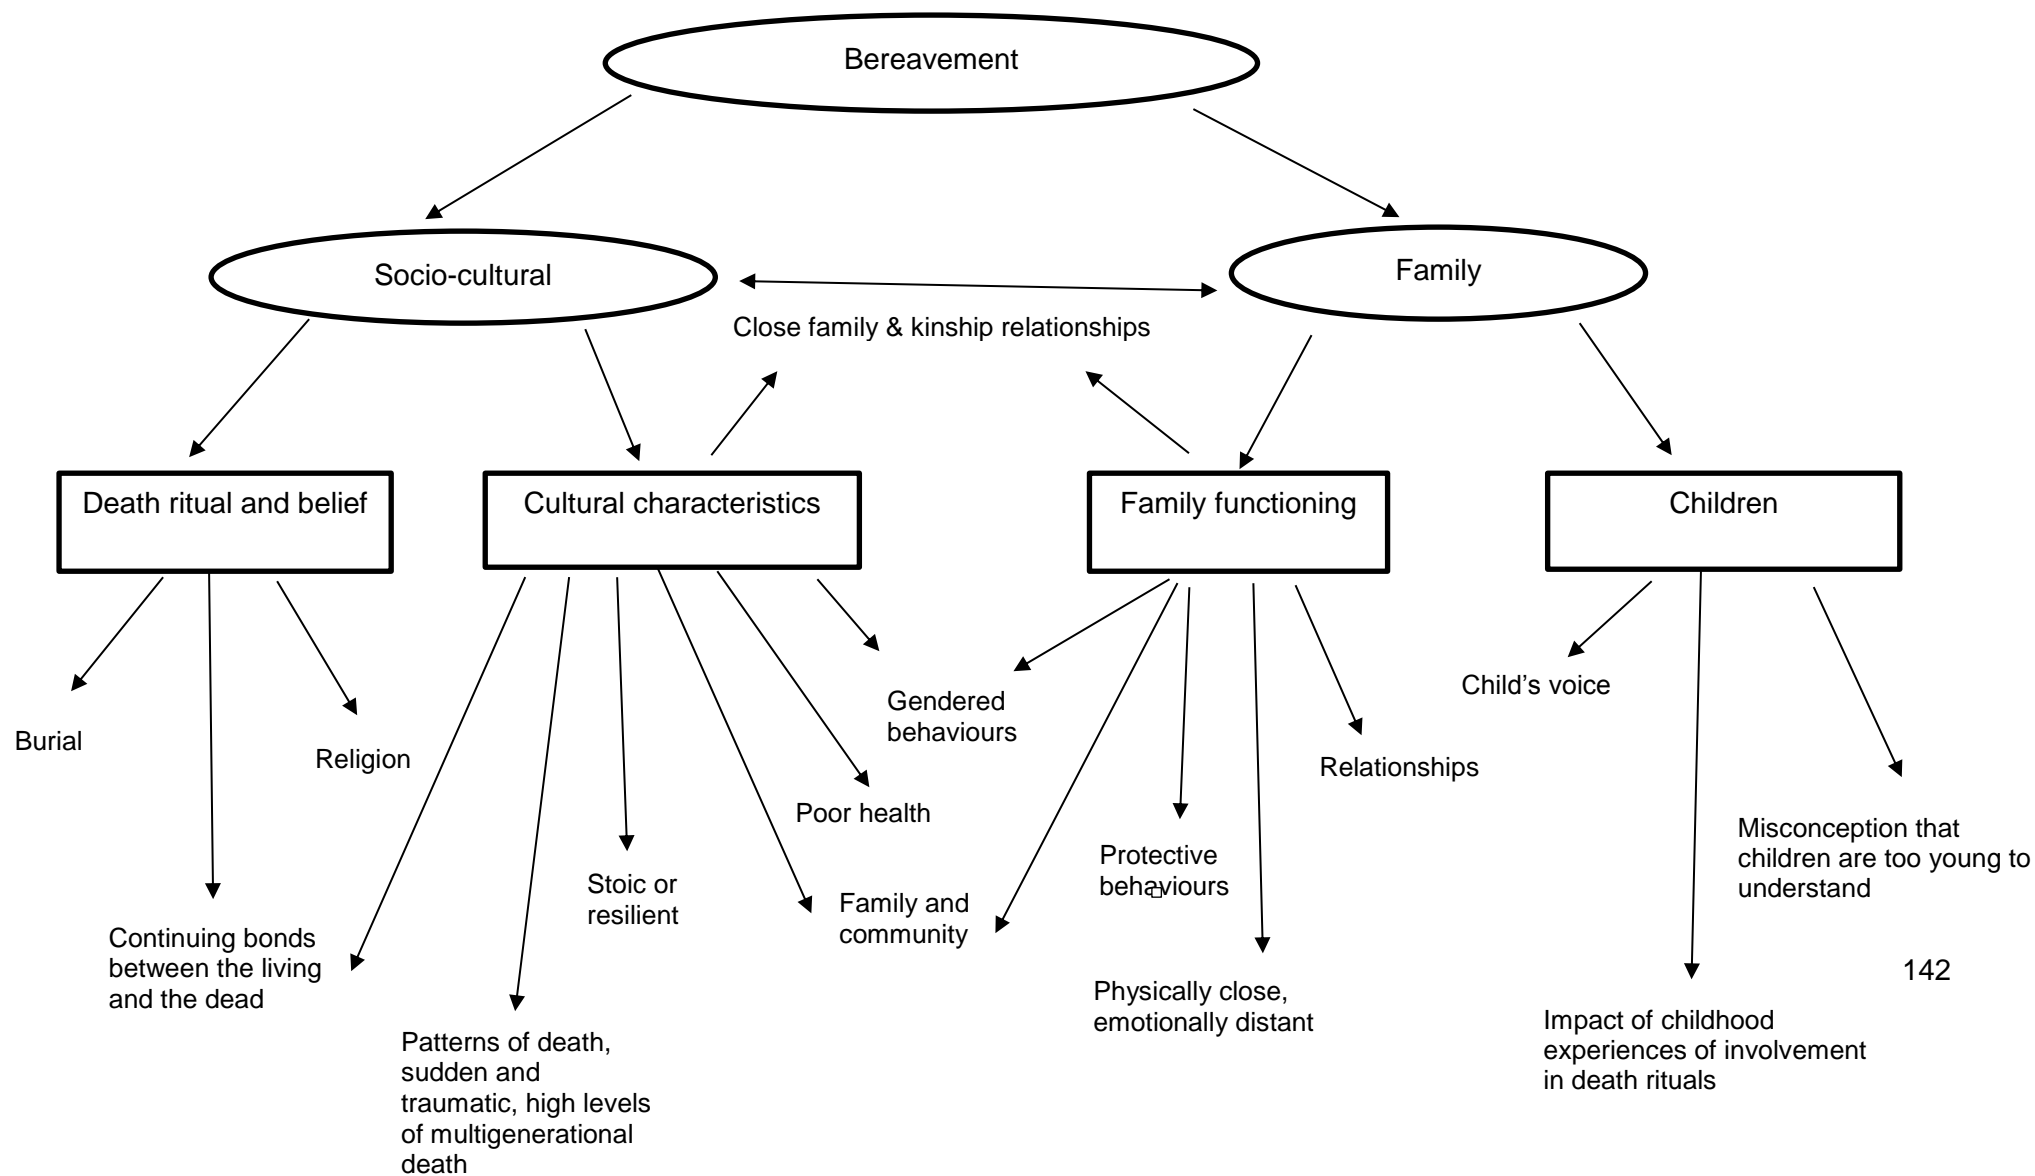 Bereavement
Socio-cultural
Family
Close family & kinship relationships
Death ritual and belief
Cultural characteristics
Family functioning
Children
Burial
Religion
Continuing bonds
between the living
and the dead
Patterns of death,
sudden and
traumatic, high levels
of multigenerational
death
Stoic or
resilient
Poor health
Gendered
behaviours
Family and
community
Protective
behaviours
Physically close,
emotionally distant
Relationships
Child’s voice
Impact of childhood
experiences of involvement
in death rituals
Misconception that
children are too young to
understand
142